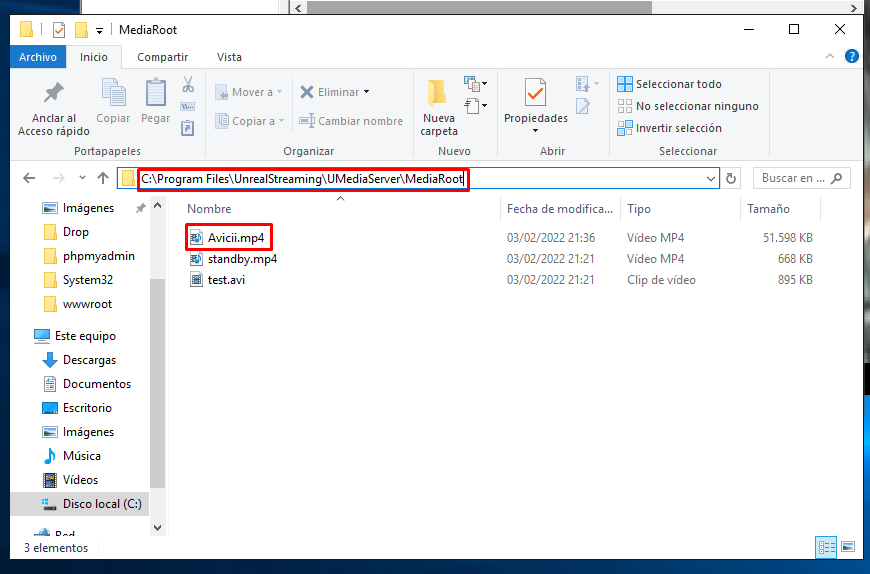 MediaRoot
Archivo Inicio Compartir Vista
Anclar al Acceso rápido
Copiar
Pegar
Portapapeles
Mover a
Copiar a
Eliminar
Cambiar nombre
Organizar
Nueva carpeta
Nuevo
Propiedades
Abrir
Seleccionar todo
No seleccionar ninguno
Invertir selección
Seleccionar
C:\Program Files\UnrealStreaming\UMediaServer\MediaRoot
Buscar en ...
Imágenes
Drop
phpmyadmin
System32
wwwroot
Este equipo
Descargas
Documentos
Escritorio
Imágenes
Música
Vídeos
Disco local (C:)
Red
Nombre Fecha de modifica... Tipo Tamaño
Avicii.mp4 03/02/2022 21:36 Vídeo MP4 51.598 KB
standby.mp4 03/02/2022 21:21 Vídeo MP4 668 KB
test.avi 03/02/2022 21:21 Clip de vídeo 895 KB
3 elementos